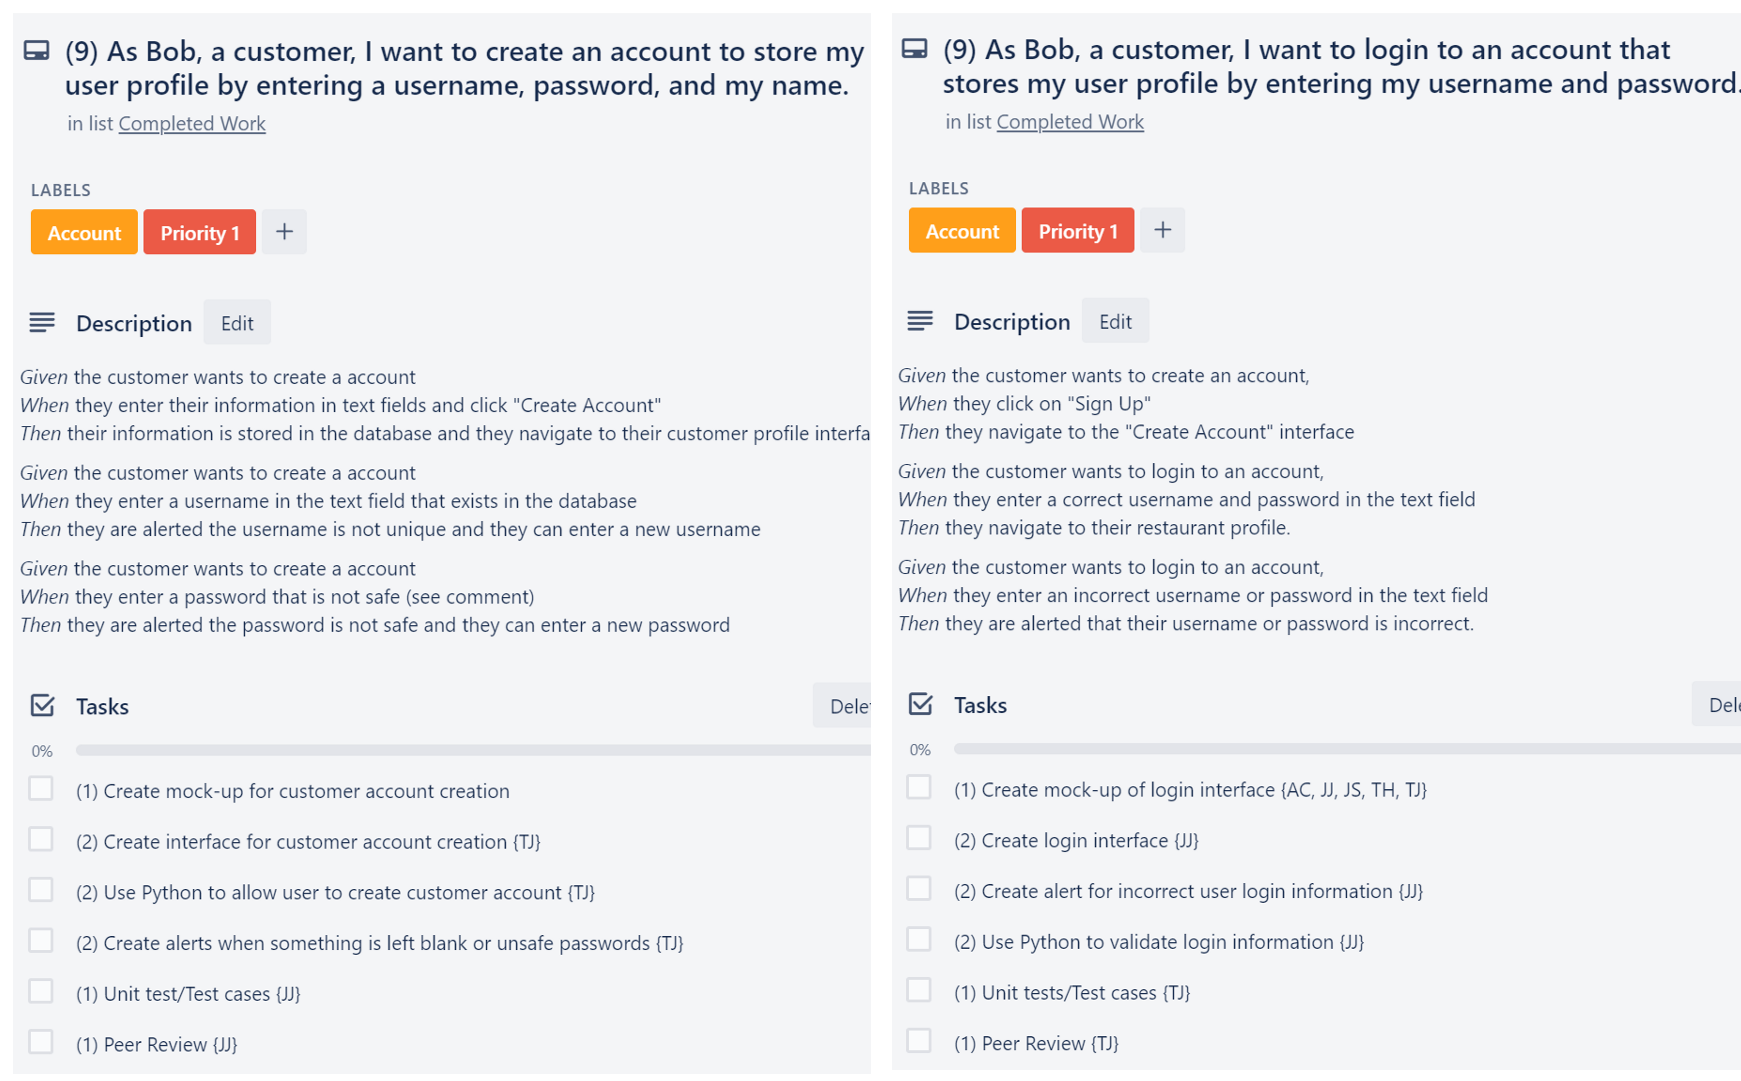 (9) As Bob, a customer, I want to create an account to store my
user profile by entering a username, password, and my name.
in list Completed Work
LABELS
Account Priority 1 +
Description Edit
Given the customer wants to create a account
When they enter their information in text fields and click "Create Account"
Then their information is stored in the database and they navigate to their customer profile interfa
Given the customer wants to create a account
When they enter a username in the text field that exists in the database
Then they are alerted the username is not unique and they can enter a new username
Given the customer wants to create a account
When they enter a password that is not safe (see comment)
Then they are alerted the password is not safe and they can enter a new password
Tasks Dele
0%
(1) Create mock-up for customer account creation
(2) Create interface for customer account creation {TJ}
(2) Use Python to allow user to create customer account {TJ}
(2) Create alerts when something is left blank or unsafe passwords {TJ}
(1) Unit test/Test cases {JJ}
(1) Peer Review {JJ}
(9) As Bob, a customer, I want to login to an account that
stores my user profile by entering my username and password.
in list Completed Work
LABELS
Account Priority 1 +
Description Edit
Given the customer wants to create an account,
When they click on "Sign Up"
Then they navigate to the "Create Account" interface
Given the customer wants to login to an account,
When they enter a correct username and password in the text field
Then they navigate to their restaurant profile.
Given the customer wants to login to an account,
When they enter an incorrect username or password in the text field
Then they are alerted that their username or password is incorrect.
Tasks Dele
0%
(1) Create mock-up of login interface {AC, JJ, JS, TH, TJ}
(2) Create login interface {JJ}
(2) Create alert for incorrect user login information {JJ}
(2) Use Python to validate login information {JJ}
(1) Unit tests/Test cases {TJ}
(1) Peer Review {TJ}